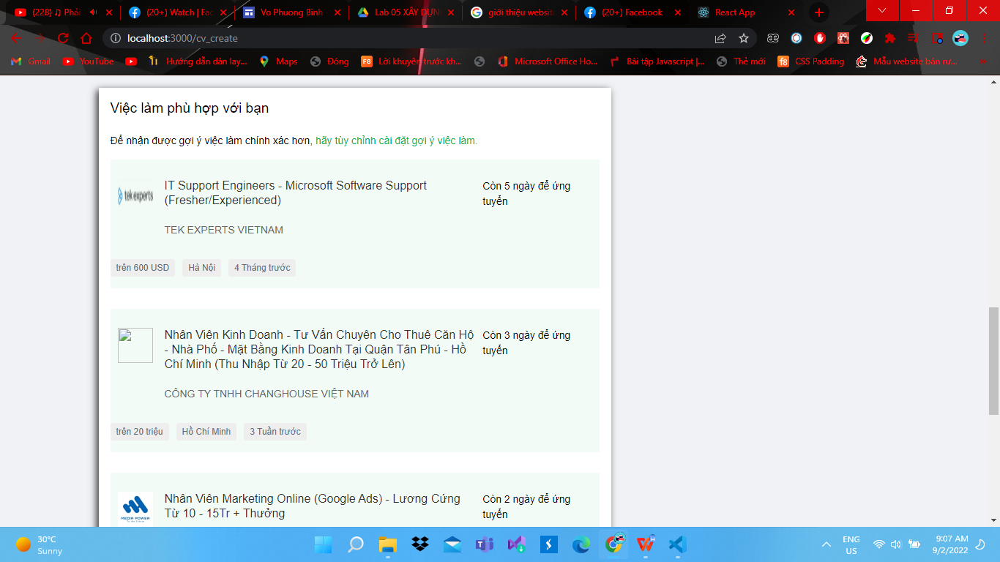 (228) ♫ Phải
(20+) Watch | Fac
Vo Phuong Binh
Lab 05 XÂY DỰN
giới thiệu websit
(20+) Facebook
React App
localhost:3000/cv_create
Gmail
YouTube
Hướng dẫn dàn lay...
Maps
Đóng
Lời khuyên trước kh...
Microsoft Office Ho...
Bài tập Javascript |...
Thẻ mới
CSS Padding
Mẫu website bán rư...
Việc làm phù hợp với bạn
Để nhận được gợi ý việc làm chính xác hơn, hãy tùy chỉnh cài đặt gợi ý việc làm.
tek experts
IT Support Engineers - Microsoft Software Support
(Fresher/Experienced)
Còn 5 ngày để ứng
tuyển
TEK EXPERTS VIETNAM
trên 600 USD
Hà Nội
4 Tháng trước
Nhân Viên Kinh Doanh - Tư Vấn Chuyên Cho Thuê Căn Hộ
- Nhà Phố - Mặt Bằng Kinh Doanh Tại Quận Tân Phú - Hồ
Chí Minh (Thu Nhập Từ 20 - 50 Triệu Trở Lên)
Còn 3 ngày để ứng
tuyển
CÔNG TY TNHH CHANGHOUSE VIỆT NAM
trên 20 triệu
Hồ Chí Minh
3 Tuần trước
MEDIA POWER
Nhân Viên Marketing Online (Google Ads) - Lương Cứng
Từ 10 - 15Tr + Thưởng
Còn 2 ngày để ứng
tuyển
30°C
Sunny
ENG
US
9:07 AM
9/2/2022